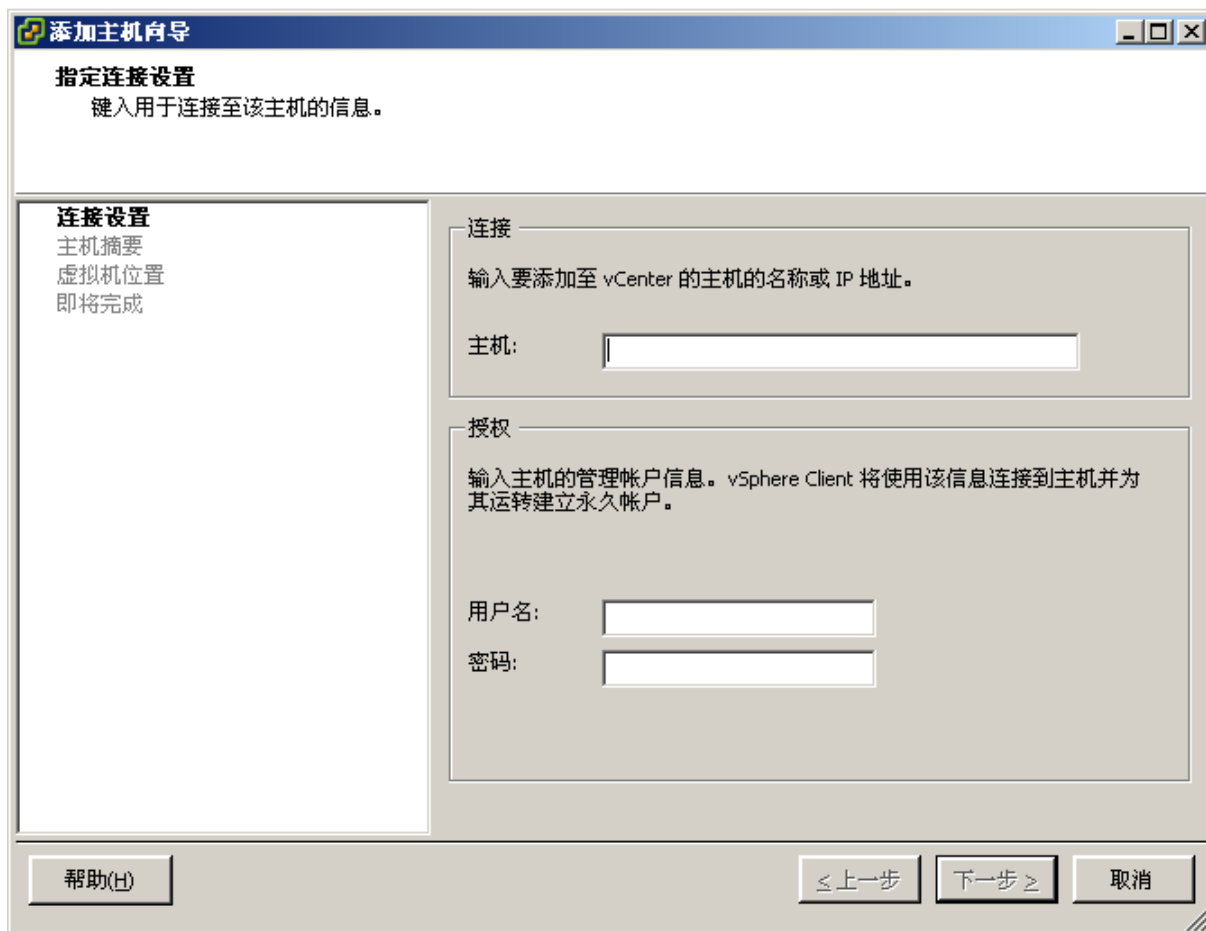 添加主机向导
指定连接设置
键入用于连接至该主机的信息。
连接设置
主机摘要
虚拟机位置
即将完成
连接
输入要添加至 vCenter 的主机的名称或 IP 地址。
主机:
授权
输入主机的管理帐户信息。vSphere Client 将使用该信息连接到主机并为
其运转建立永久帐户。
用户名:
密码:
帮助(H)
≤上一步
下一步 ≥
取消